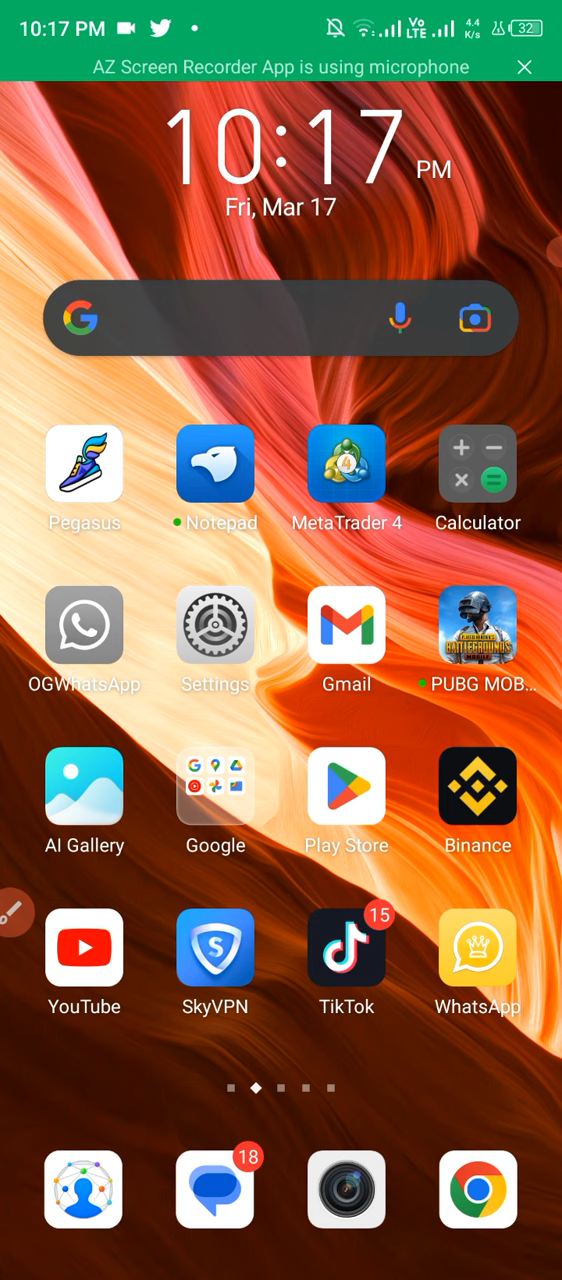 10:17 PM Vo LTE 4.4 K/s 32
AZ Screen Recorder App is using microphone
10:17 PM
Fri, Mar 17
Pegasus Notepad MetaTrader 4 Calculator
OGWhatsApp Settings Gmail PUBG MOB...
AI Gallery Google Play Store Binance
15
YouTube SkyVPN TikTok WhatsApp
18